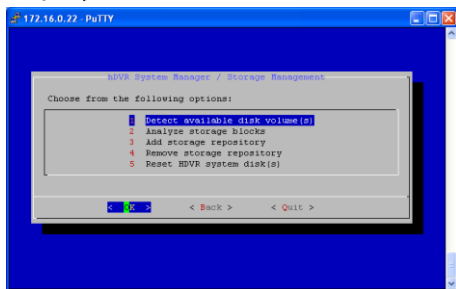 172.16.0.22 - PuTTY
hDVR System Manager / Storage Management
Choose from the following options:
1 Detect available disk volume(s)
2 Analyze storage blocks
3 Add storage repository
4 Remove storage repository
5 Reset HDVR system disk(s)
< OK > < Back > < Quit >